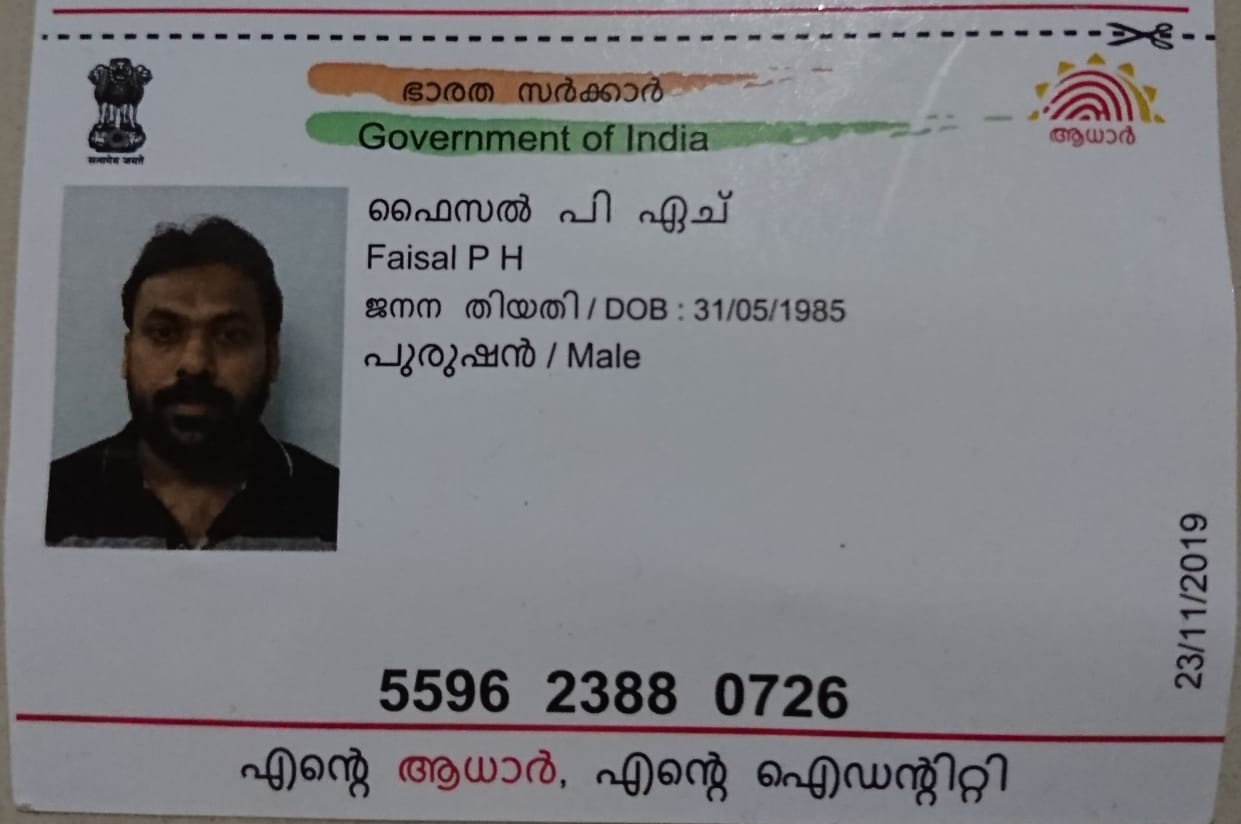 सत्यमेव जयते
ഭാരത സർക്കാർ
Government of India
ആധാർ
ഫൈസൽ പി ഏച്
Faisal P H
ജനന തിയതി / DOB : 31/05/1985
പുരുഷൻ / Male
23/11/2019
5596 2388 0726
എന്റെ ആധാർ, എന്റെ ഐഡന്റിറ്റി